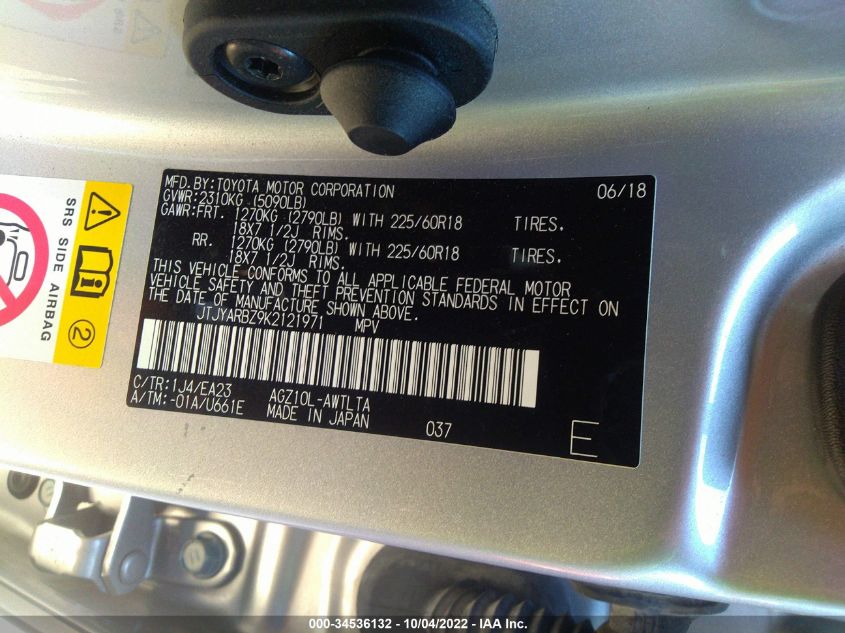 MFD.BY:TOYOTA MOTOR CORPORATION 06/18
GVWR:2310KG (5090LB)
GAWR:FRT. 1270KG (2790LB) WITH 225/60R18 TIRES.
18X7 1/2J RIMS.
RR. 1270KG (2790LB) WITH 225/60R18 TIRES.
18X7 1/2J RIMS.
THIS VEHICLE CONFORMS TO ALL APPLICABLE FEDERAL MOTOR
VEHICLE SAFETY AND THEFT PREVENTION STANDARDS IN EFFECT ON
THE DATE OF MANUFACTURE SHOWN ABOVE.
JTJYARBZ9K2121971 MPV
C/TR:1J4/EA23 AGZ10L-AWTLTA
A/TM:-01A/U661E MADE IN JAPAN 037 E
SRS SIDE AIRBAG
2
000-34536132 - 10/04/2022 - IAA Inc.